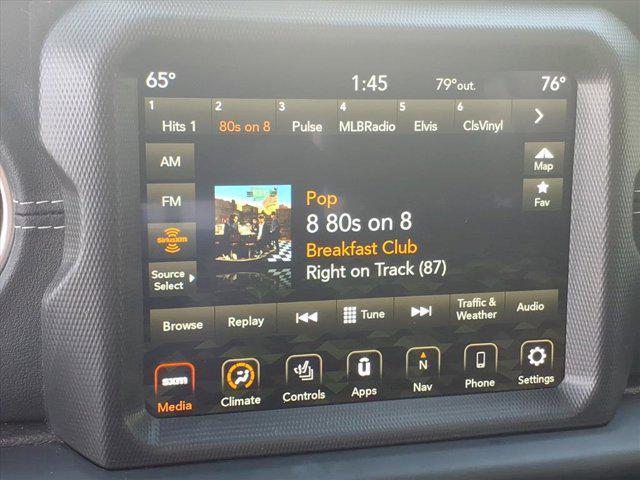 65° 1:45 79°out. 76°
1 2 3 4 5 6
Hits 1 80s on 8 Pulse MLBRadio Elvis ClsVinyl
AM
FM
SiriusXM
Source
Select
Map
Fav
Pop
8 80s on 8
Breakfast Club
Right on Track (87)
Browse Replay Tune Traffic &
Weather Audio
sxm N
Media Climate Controls Apps Nav Phone Settings